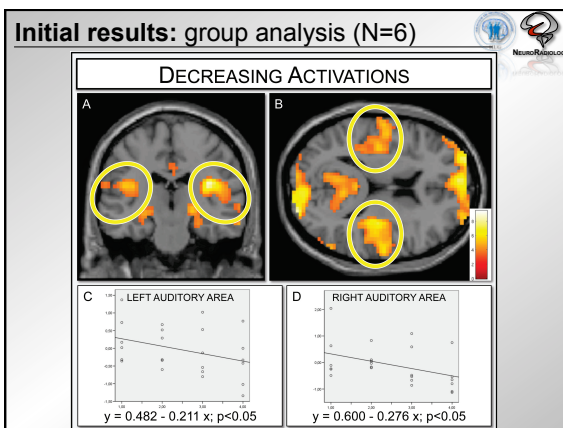 Initial results: group analysis (N=6)
NEURORADIOLOG
DECREASING ACTIVATIONS
A
B
C
LEFT AUDITORY AREA
y = 0.482 - 0.211 x; p<0.05
D
RIGHT AUDITORY AREA
y = 0.600 - 0.276 x; p<0.05